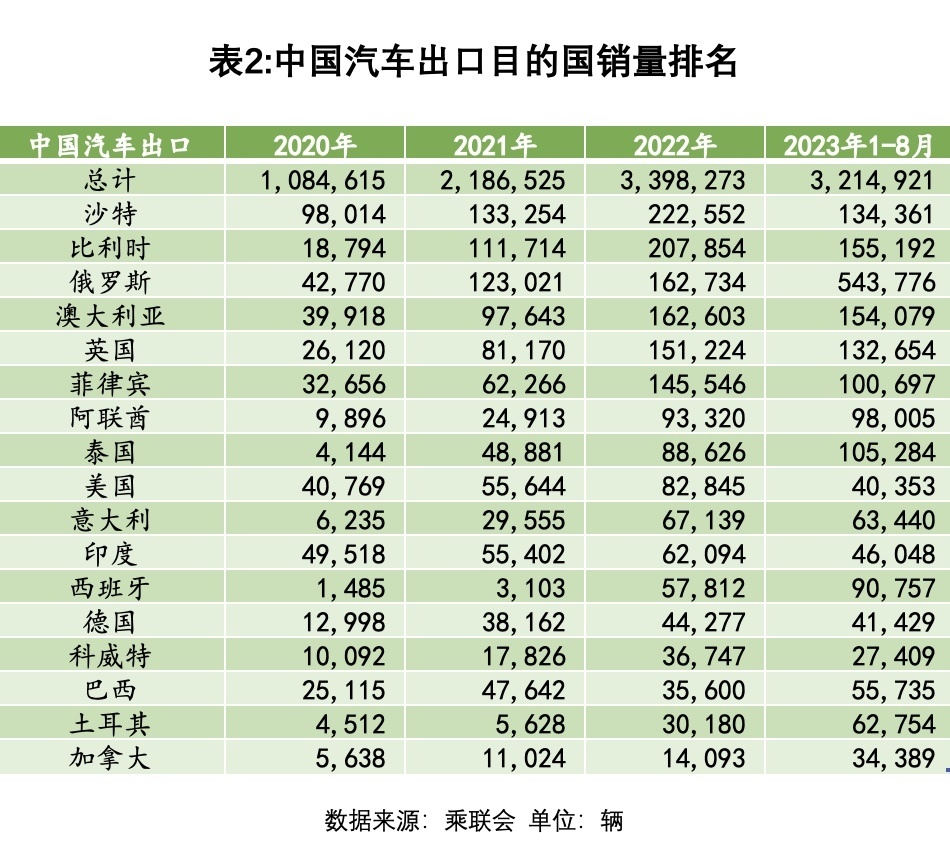 表2:中国汽车出口目的国销量排名
中国汽车出口 2020年 2021年 2022年 2023年1-8月
总计 1,084,615 2,186,525 3,398,273 3,214,921
沙特 98,014 133,254 222,552 134,361
比利时 18,794 111,714 207,854 155,192
俄罗斯 42,770 123,021 162,734 543,776
澳大利亚 39,918 97,643 162,603 154,079
英国 26,120 81,170 151,224 132,654
菲律宾 32,656 62,266 145,546 100,697
阿联酋 9,896 24,913 93,320 98,005
泰国 4,144 48,881 88,626 105,284
美国 40,769 55,644 82,845 40,353
意大利 6,235 29,555 67,139 63,440
印度 49,518 55,402 62,094 46,048
西班牙 1,485 3,103 57,812 90,757
德国 12,998 38,162 44,277 41,429
科威特 10,092 17,826 36,747 27,409
巴西 25,115 47,642 35,600 55,735
土耳其 4,512 5,628 30,180 62,754
加拿大 5,638 11,024 14,093 34,389
数据来源: 乘联会 单位: 辆